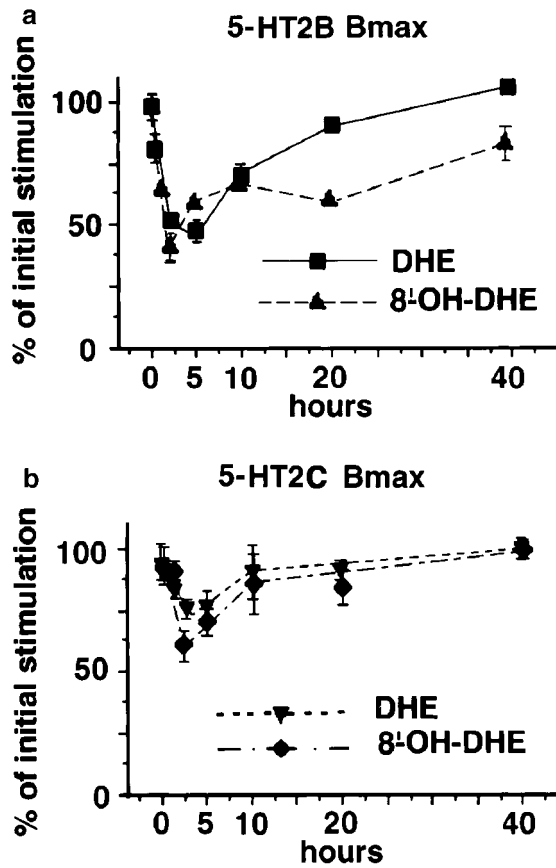 a
5-HT2B Bmax
% of initial stimulation
100
50
0
DHE
8'-OH-DHE
0 5 10 20 40
hours
b
5-HT2C Bmax
% of initial stimulation
100
50
0
DHE
8'-OH-DHE
0 5 10 20 40
hours